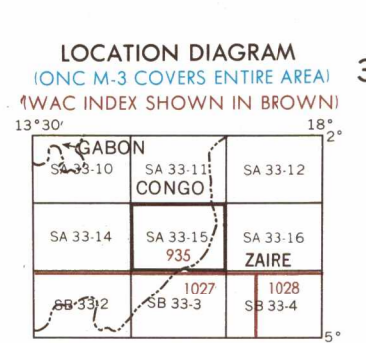 LOCATION DIAGRAM
(ONC M-3 COVERS ENTIRE AREA)
(WAC INDEX SHOWN IN BROWN)
13°30′ 18°
2°
GABON
SA 33-10 SA 33-11 SA 33-12
CONGO
SA 33-14 SA 33-15 SA 33-16
935 ZAIRE
1027 1028
SB 33-2 SB 33-3 SB 33-4
5°